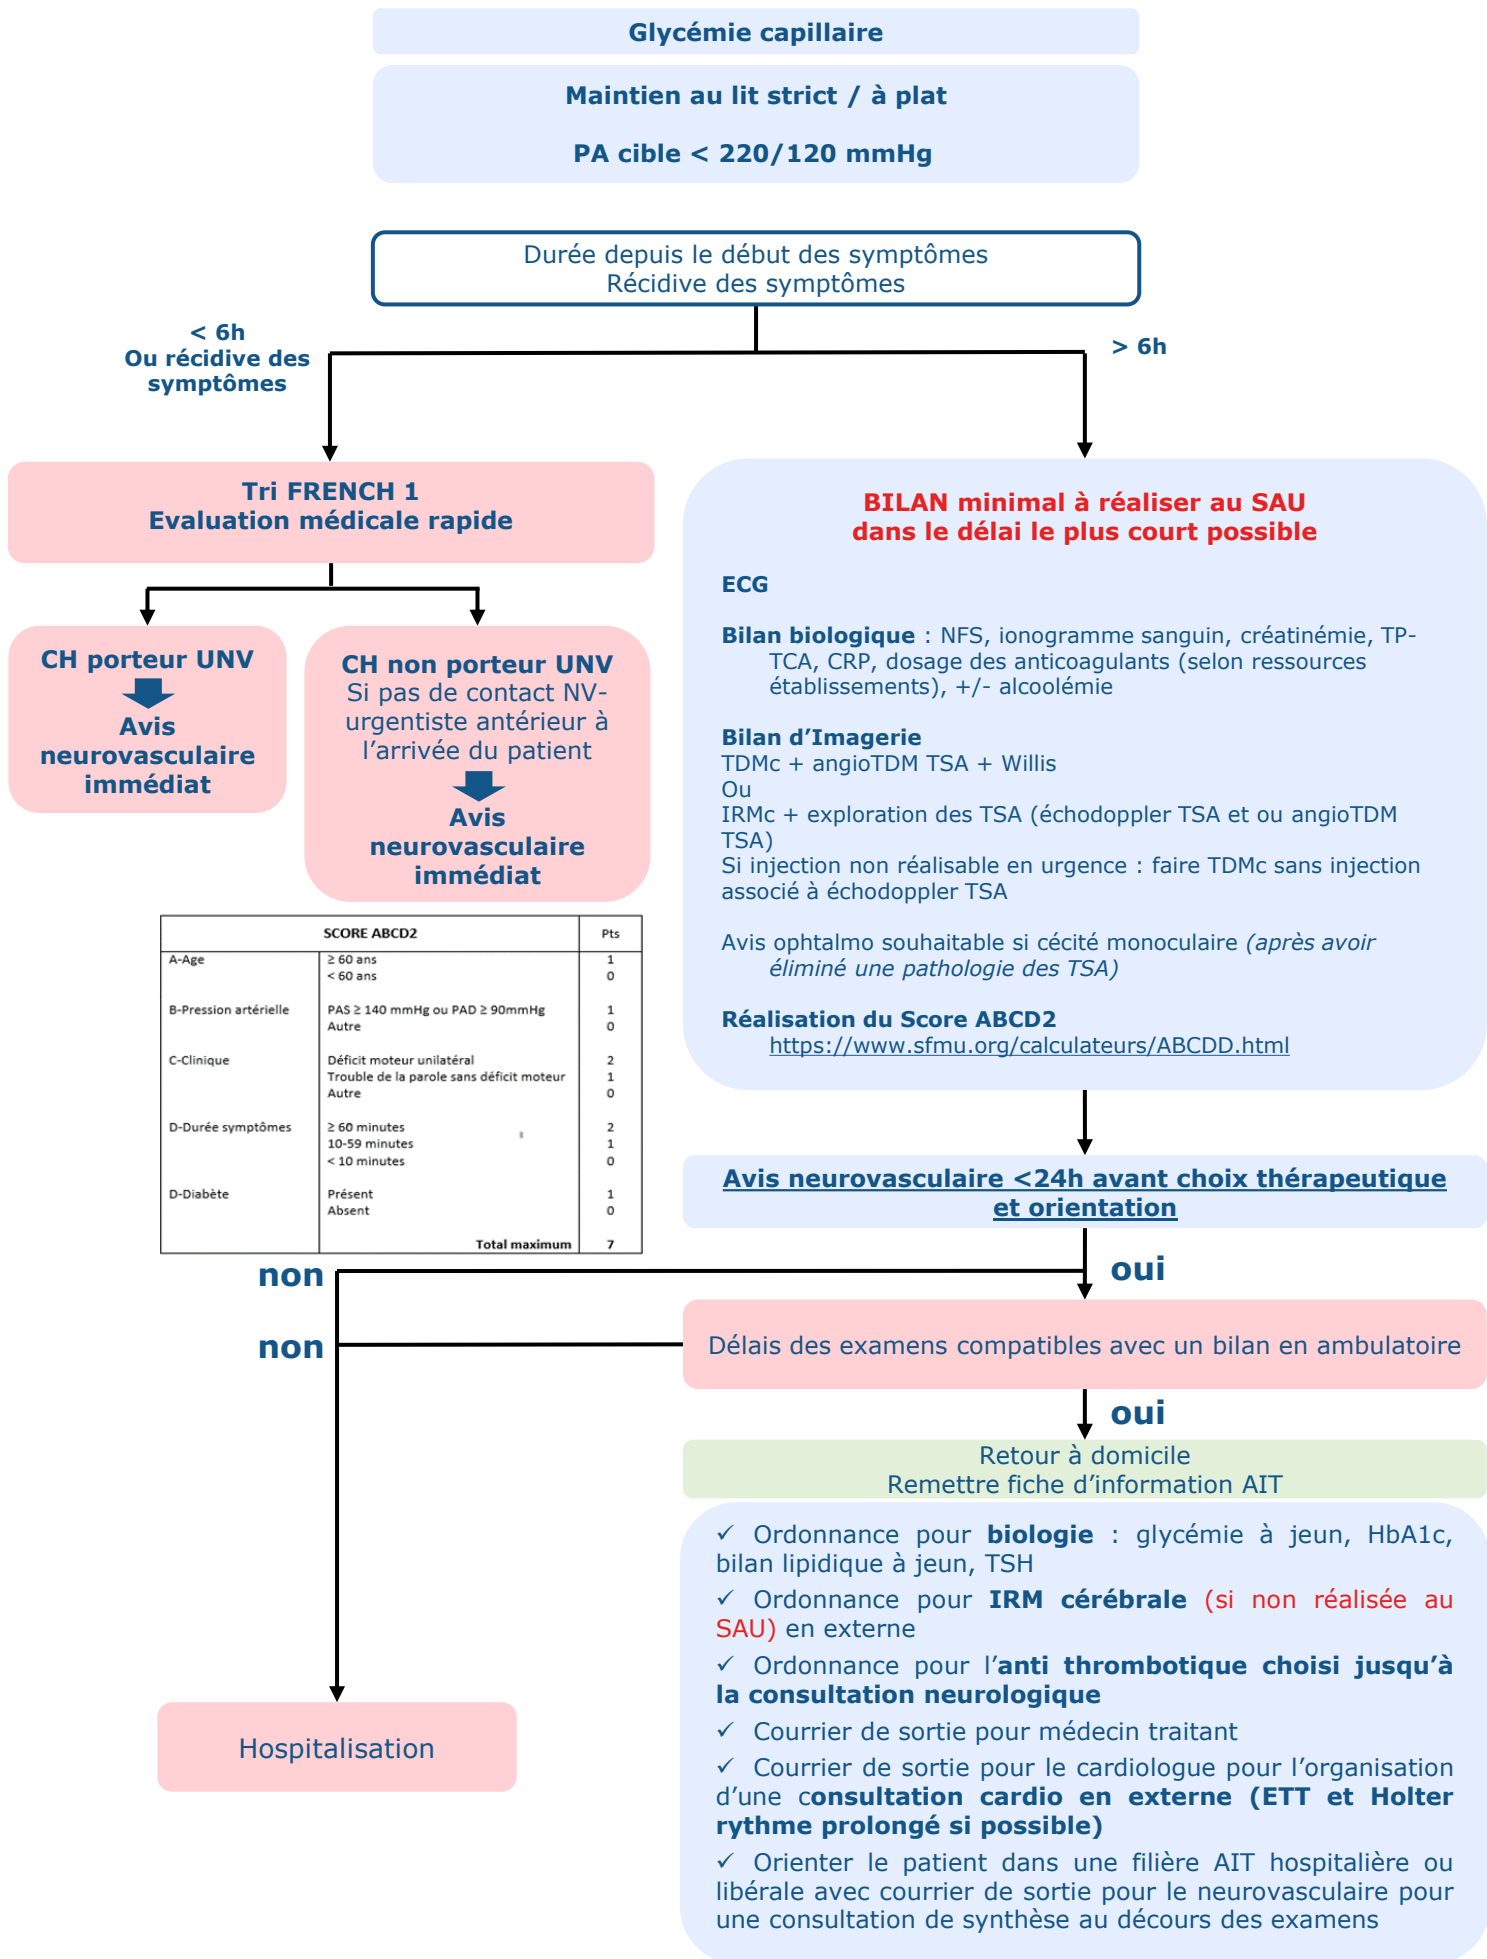 Glycémie capillaire
Maintien au lit strict / à plat
PA cible < 220/120 mmHg
Durée depuis le début des symptômes
Récidive des symptômes
< 6h
Ou récidive des
symptômes
> 6h
Tri FRENCH 1
Evaluation médicale rapide
CH porteur UNV
Avis
neurovasculaire
immédiat
CH non porteur UNV
Si pas de contact NV-
urgentiste antérieur à
l’arrivée du patient
Avis
neurovasculaire
immédiat
BILAN minimal à réaliser au SAU
dans le délai le plus court possible
ECG
Bilan biologique : NFS, ionogramme sanguin, créatinémie, TP-
TCA, CRP, dosage des anticoagulants (selon ressources
établissements), +/- alcoolémie
Bilan d’Imagerie
TDMc + angioTDM TSA + Willis
Ou
IRMc + exploration des TSA (échodoppler TSA et ou angioTDM
TSA)
Si injection non réalisable en urgence : faire TDMc sans injection
associé à échodoppler TSA
Avis ophtalmo souhaitable si cécité monoculaire (après avoir
éliminé une pathologie des TSA)
Réalisation du Score ABCD2
https://www.sfmu.org/calculateurs/ABCDD.html
SCORE ABCD2 Pts
A-Age ≥ 60 ans 1
< 60 ans 0
B-Pression artérielle PAS ≥ 140 mmHg ou PAD ≥ 90mmHg 1
Autre 0
C-Clinique Déficit moteur unilatéral 2
Trouble de la parole sans déficit moteur 1
Autre 0
D-Durée symptômes ≥ 60 minutes 2
10-59 minutes 1
< 10 minutes 0
D-Diabète Présent 1
Absent 0
Total maximum 7
Avis neurovasculaire <24h avant choix thérapeutique
et orientation
non
oui
non
Délais des examens compatibles avec un bilan en ambulatoire
oui
Retour à domicile
Remettre fiche d’information AIT
✓ Ordonnance pour biologie : glycémie à jeun, HbA1c,
bilan lipidique à jeun, TSH
✓ Ordonnance pour IRM cérébrale (si non réalisée au
SAU) en externe
✓ Ordonnance pour l’anti thrombotique choisi jusqu’à
la consultation neurologique
✓ Courrier de sortie pour médecin traitant
✓ Courrier de sortie pour le cardiologue pour l’organisation
d’une consultation cardio en externe (ETT et Holter
rythme prolongé si possible)
✓ Orienter le patient dans une filière AIT hospitalière ou
libérale avec courrier de sortie pour le neurovasculaire pour
une consultation de synthèse au décours des examens
Hospitalisation